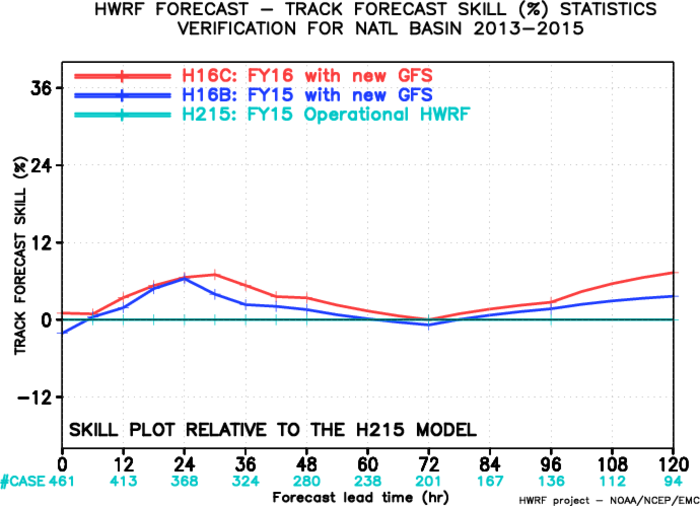 HWRF FORECAST – TRACK FORECAST SKILL (%) STATISTICS
VERIFICATION FOR NATL BASIN 2013–2015
H16C: FY16 with new GFS
H16B: FY15 with new GFS
H215: FY15 Operational HWRF
TRACK FORECAST SKILL (%)
36
24
12
0
−12
SKILL PLOT RELATIVE TO THE H215 MODEL
0 12 24 36 48 60 72 84 96 108 120
#CASE 461 413 368 324 280 238 201 167 136 112 94
Forecast lead time (hr)
HWRF project – NOAA/NCEP/EMC